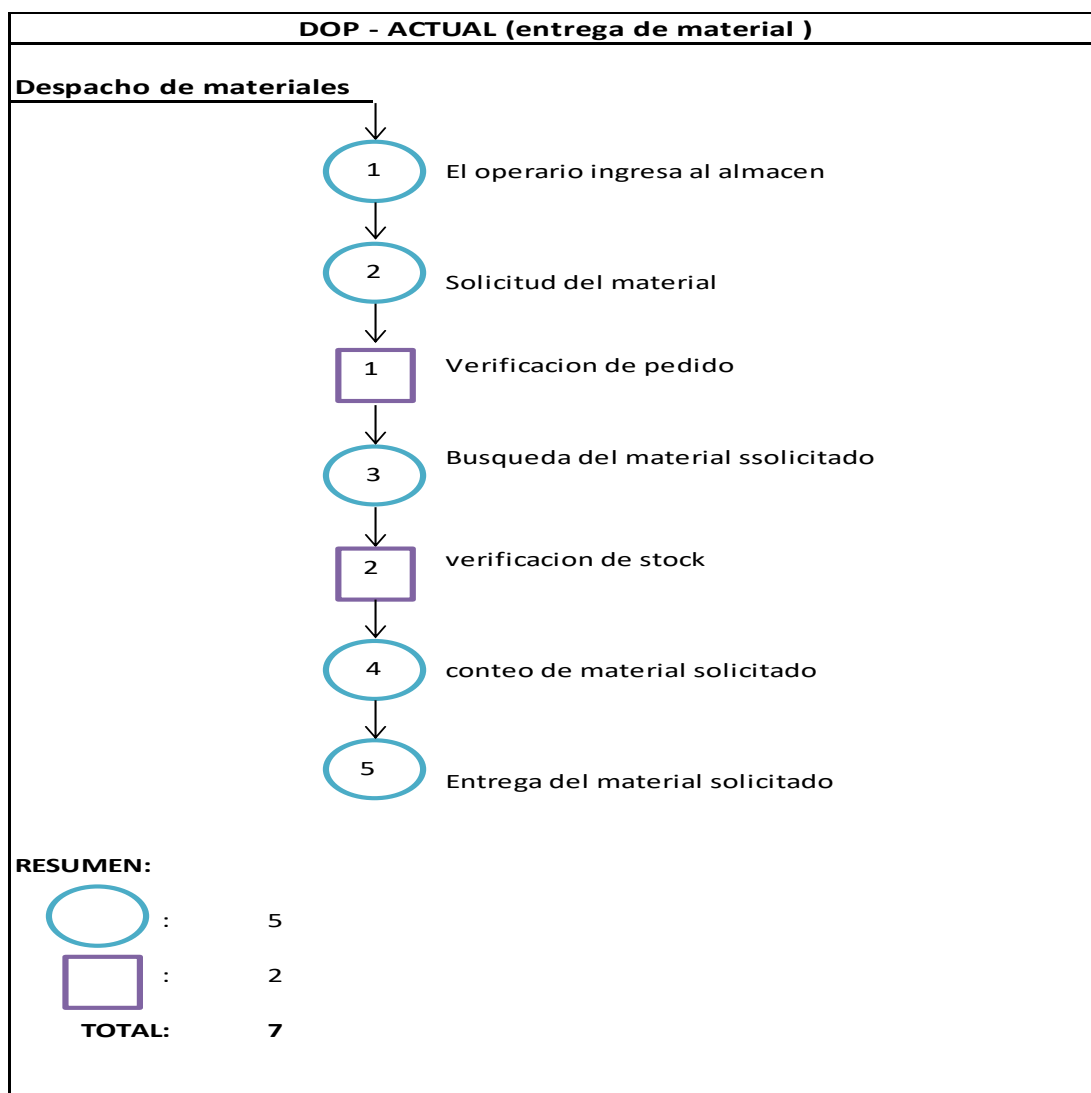 DOP - ACTUAL (entrega de material )
Despacho de materiales
1 El operario ingresa al almacen
2 Solicitud del material
1 Verificacion de pedido
3 Busqueda del material ssolicitado
2 verificacion de stock
4 conteo de material solicitado
5 Entrega del material solicitado
RESUMEN:
: 5
: 2
TOTAL: 7